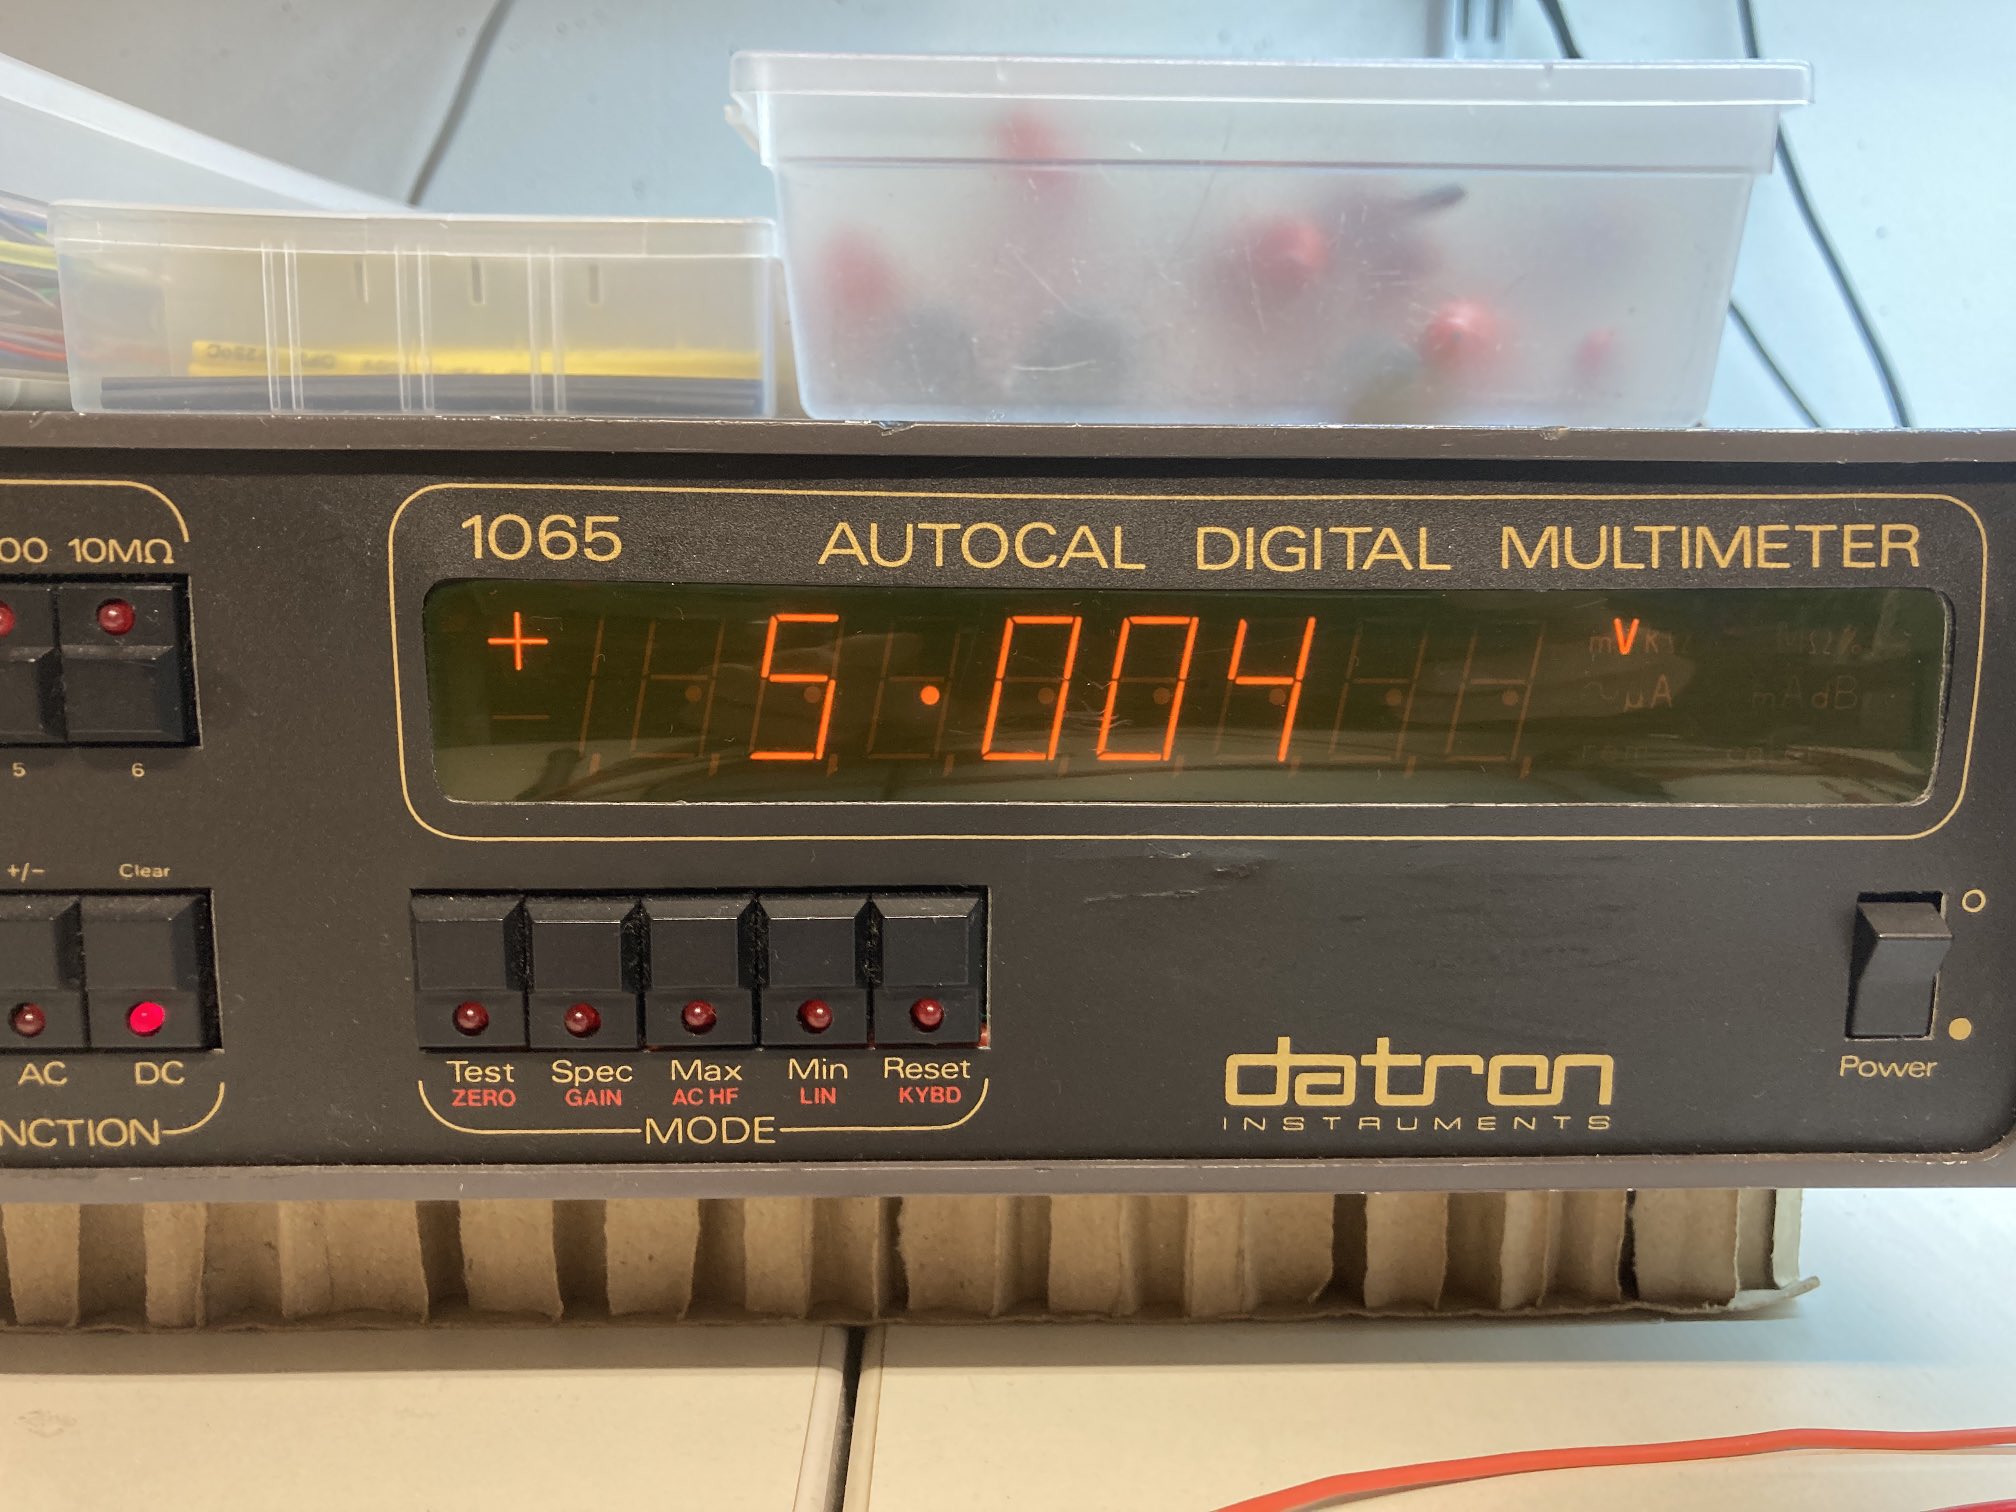 00 10MΩ
1065 AUTOCAL DIGITAL MULTIMETER
+ 5.004 V
5 6
+/- Clear
AC DC
NCTION
Test Spec Max Min Reset
ZERO GAIN AC HF LIN KYBD
MODE
datron
INSTRUMENTS
Power